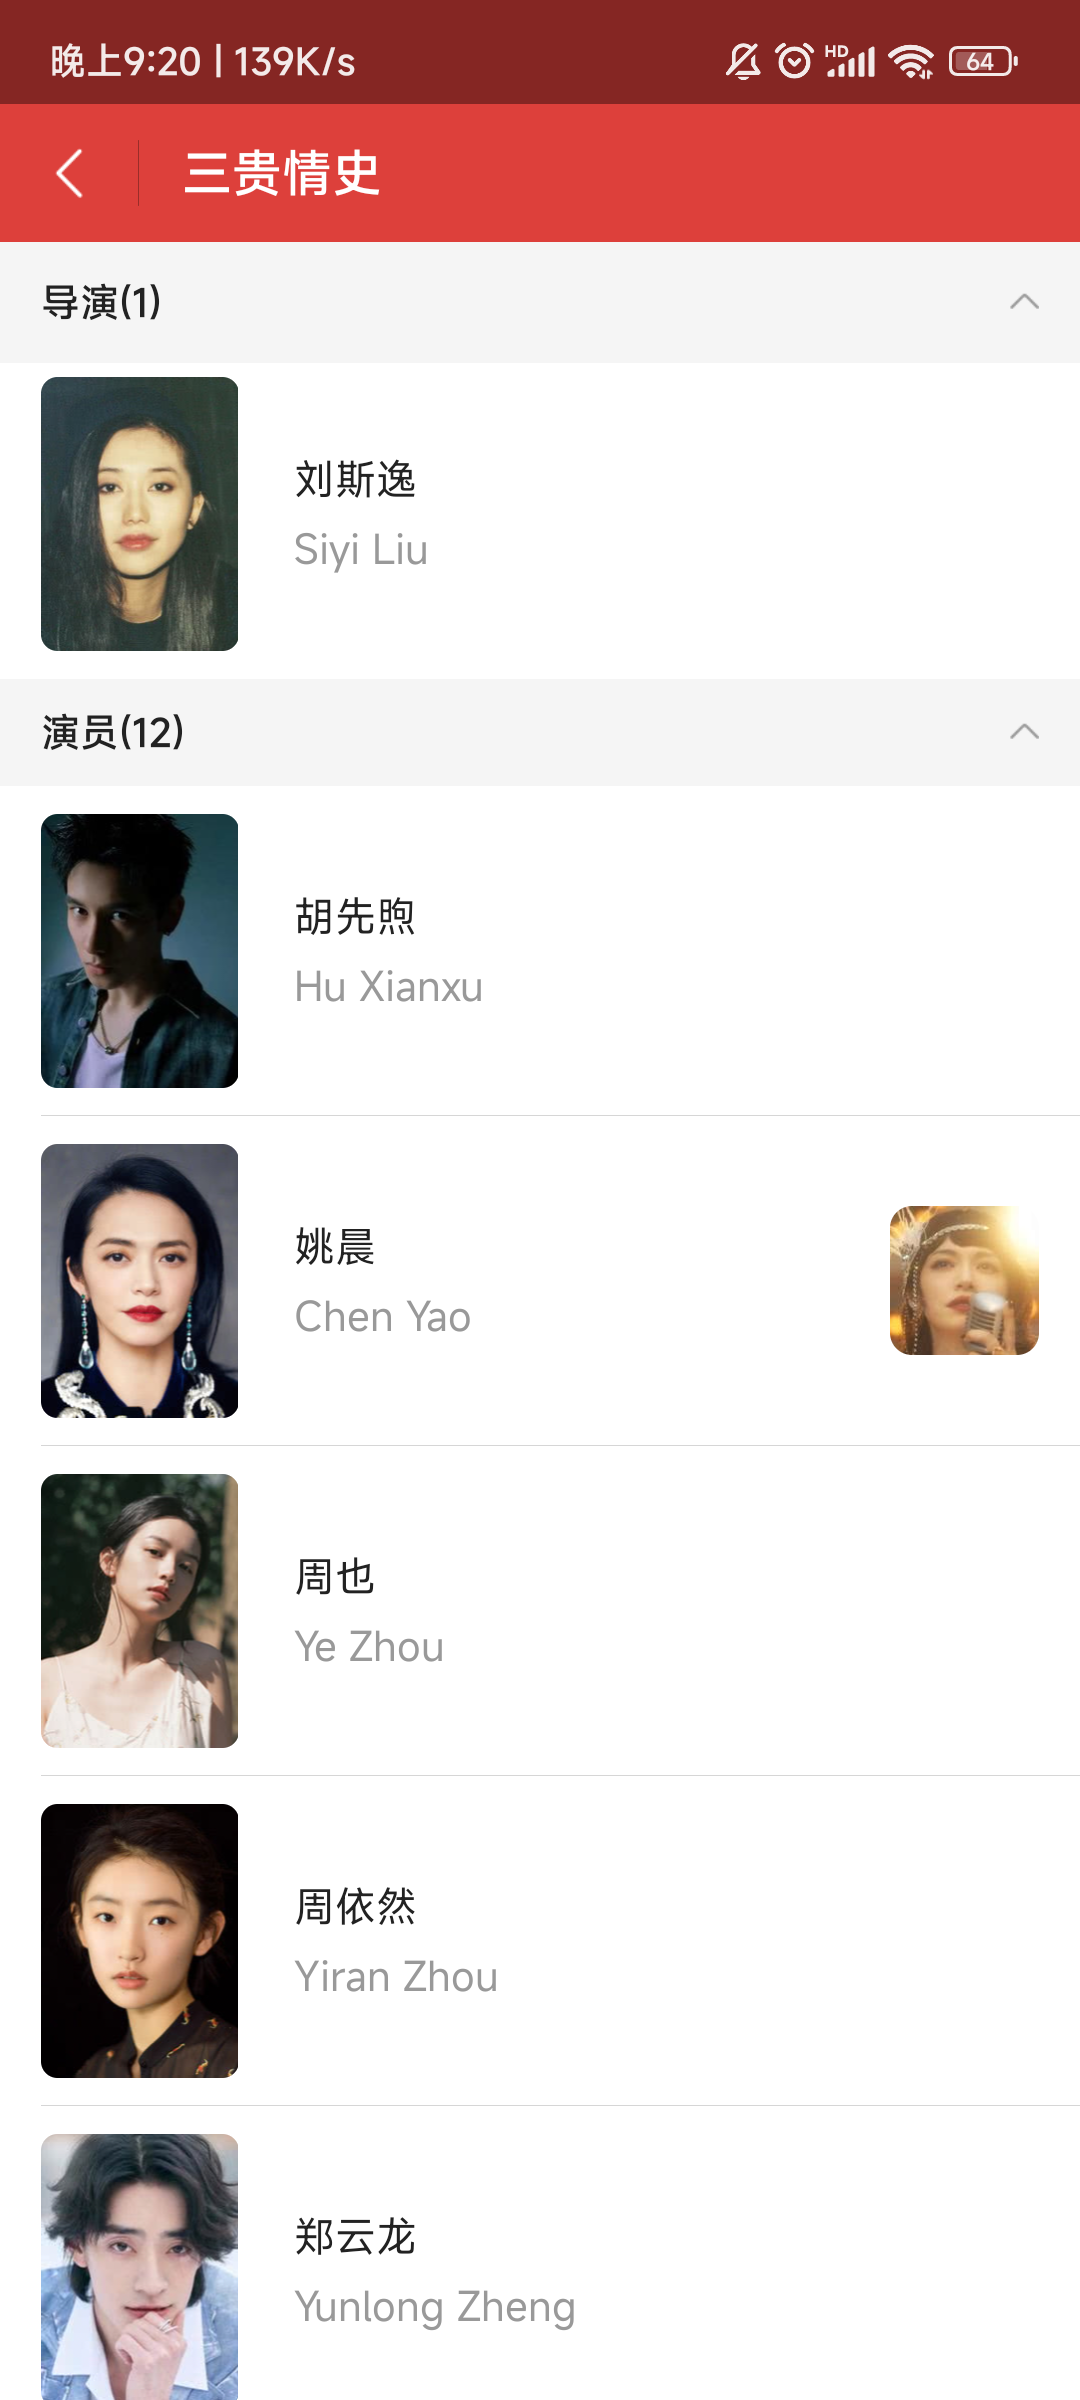 晚上9:20 | 139K/s
HD
64
三贵情史
导演(1)
刘斯逸
Siyi Liu
演员(12)
胡先煦
Hu Xianxu
姚晨
Chen Yao
周也
Ye Zhou
周依然
Yiran Zhou
郑云龙
Yunlong Zheng